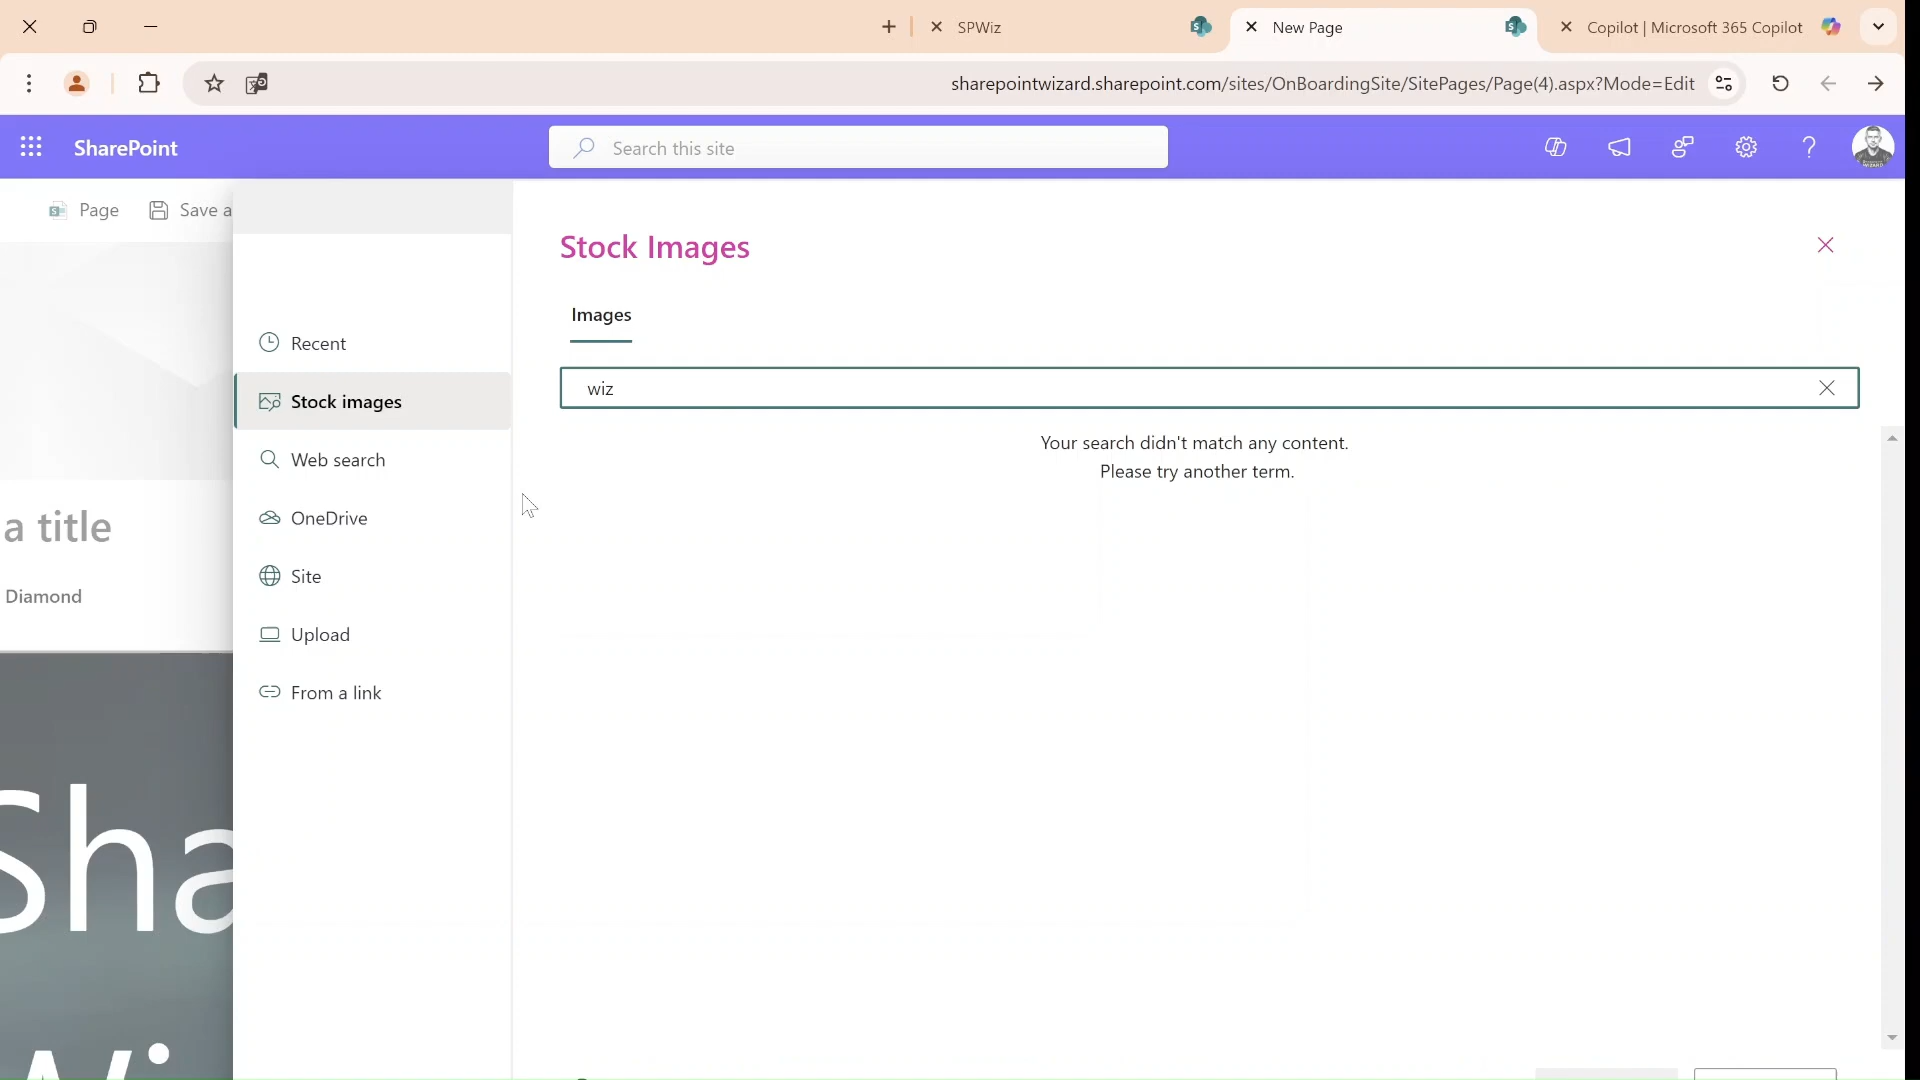 SPWiz
New Page
Copilot | Microsoft 365 Copilot
sharepointwizard.sharepoint.com/sites/OnBoardingSite/SitePages/Page(4).aspx?Mode=Edit
SharePoint
Search this site
Page
Save a
Stock Images
Images
Recent
wiz
Stock images
Your search didn't match any content.
Please try another term.
Web search
OneDrive
a title
Site
Diamond
Upload
From a link
Sha
Wi